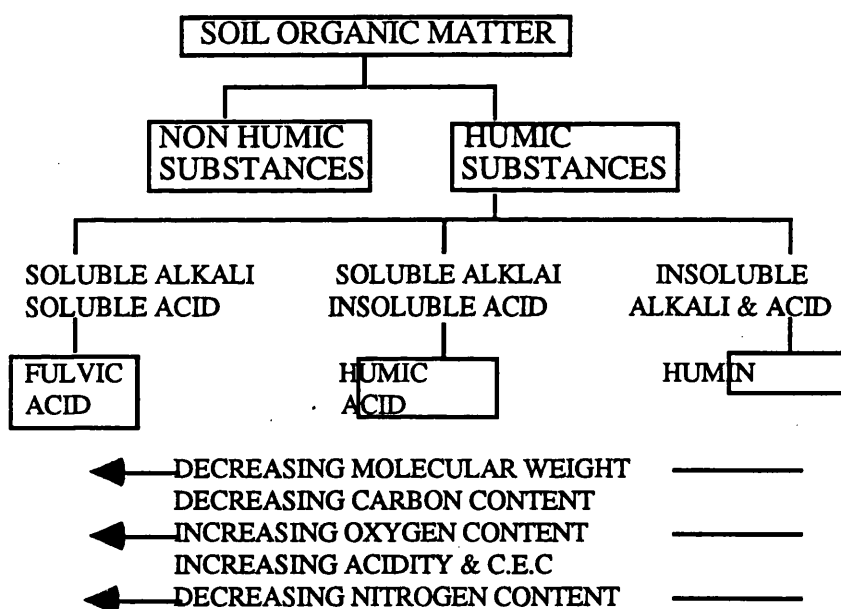 SOIL ORGANIC MATTER
NON HUMIC
SUBSTANCES
HUMIC
SUBSTANCES
SOLUBLE ALKALI
SOLUBLE ACID
SOLUBLE ALKLAI
INSOLUBLE ACID
INSOLUBLE
ALKALI & ACID
FULVIC
ACID
HUMIC
ACID
HUMIN
DECREASING MOLECULAR WEIGHT
DECREASING CARBON CONTENT
INCREASING OXYGEN CONTENT
INCREASING ACIDITY & C.E.C
DECREASING NITROGEN CONTENT